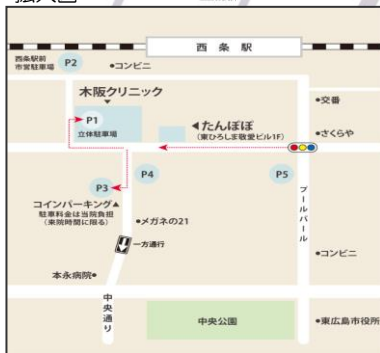 西条駅
西条駅前
市営駐車場
P2
•コンビニ
木阪クリニック
P1
立体駐車場
◀たんぽぽ
(東ひろしま敬愛ビル1F)
•交番
•さくらや
P3
P4
P5
コインパーキング▲
駐車料金は当院負担
(来院時間に限る)
•メガネの21
一方通行
ブールバール
•コンビニ
本永病院•
中央通り
中央公園
•東広島市役所